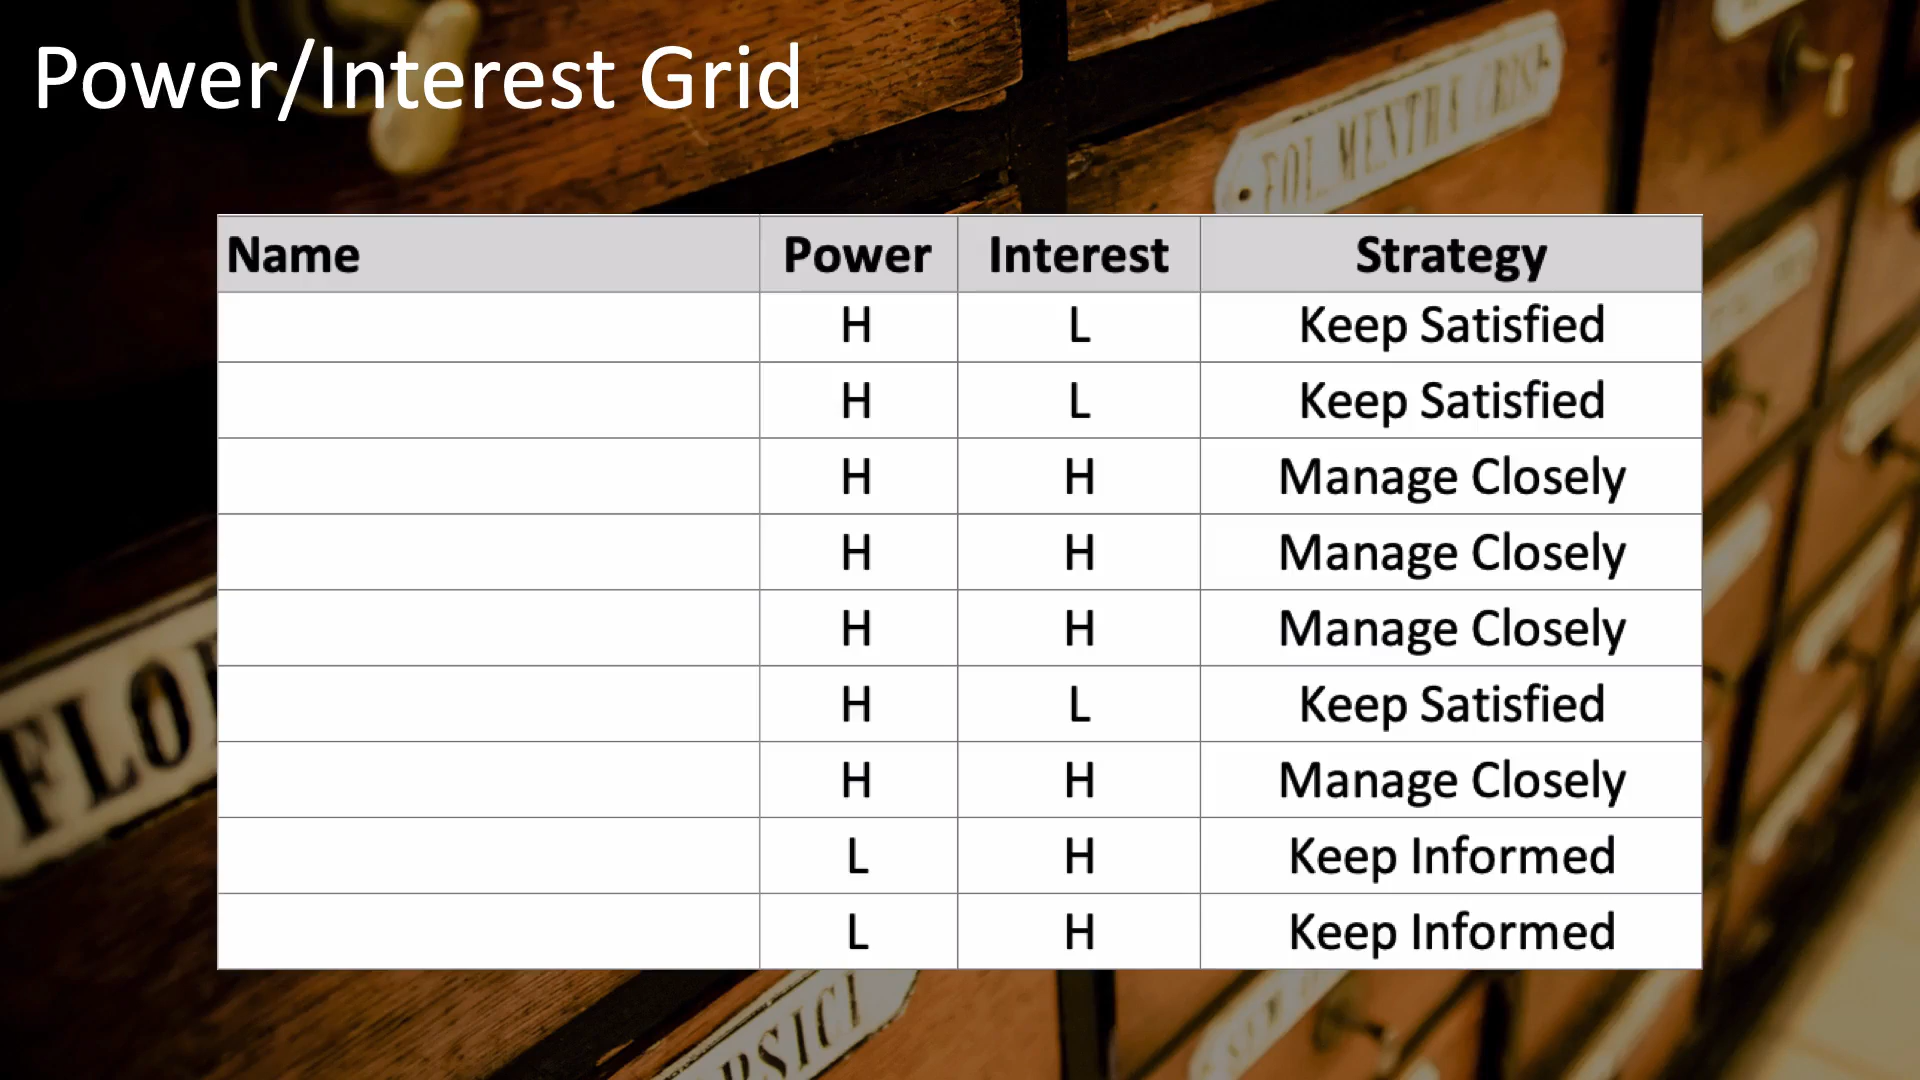 Power/Interest Grid
Name Power Interest Strategy
H L Keep Satisfied
H L Keep Satisfied
H H Manage Closely
H H Manage Closely
H H Manage Closely
H L Keep Satisfied
H H Manage Closely
L H Keep Informed
L H Keep Informed